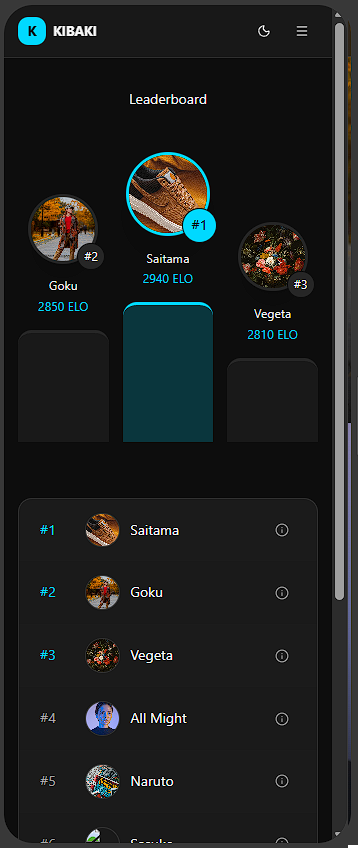 K KIBAKI
Leaderboard
#1
Saitama
2940 ELO
#2
Goku
2850 ELO
#3
Vegeta
2810 ELO
#1 Saitama
#2 Goku
#3 Vegeta
#4 All Might
#5 Naruto